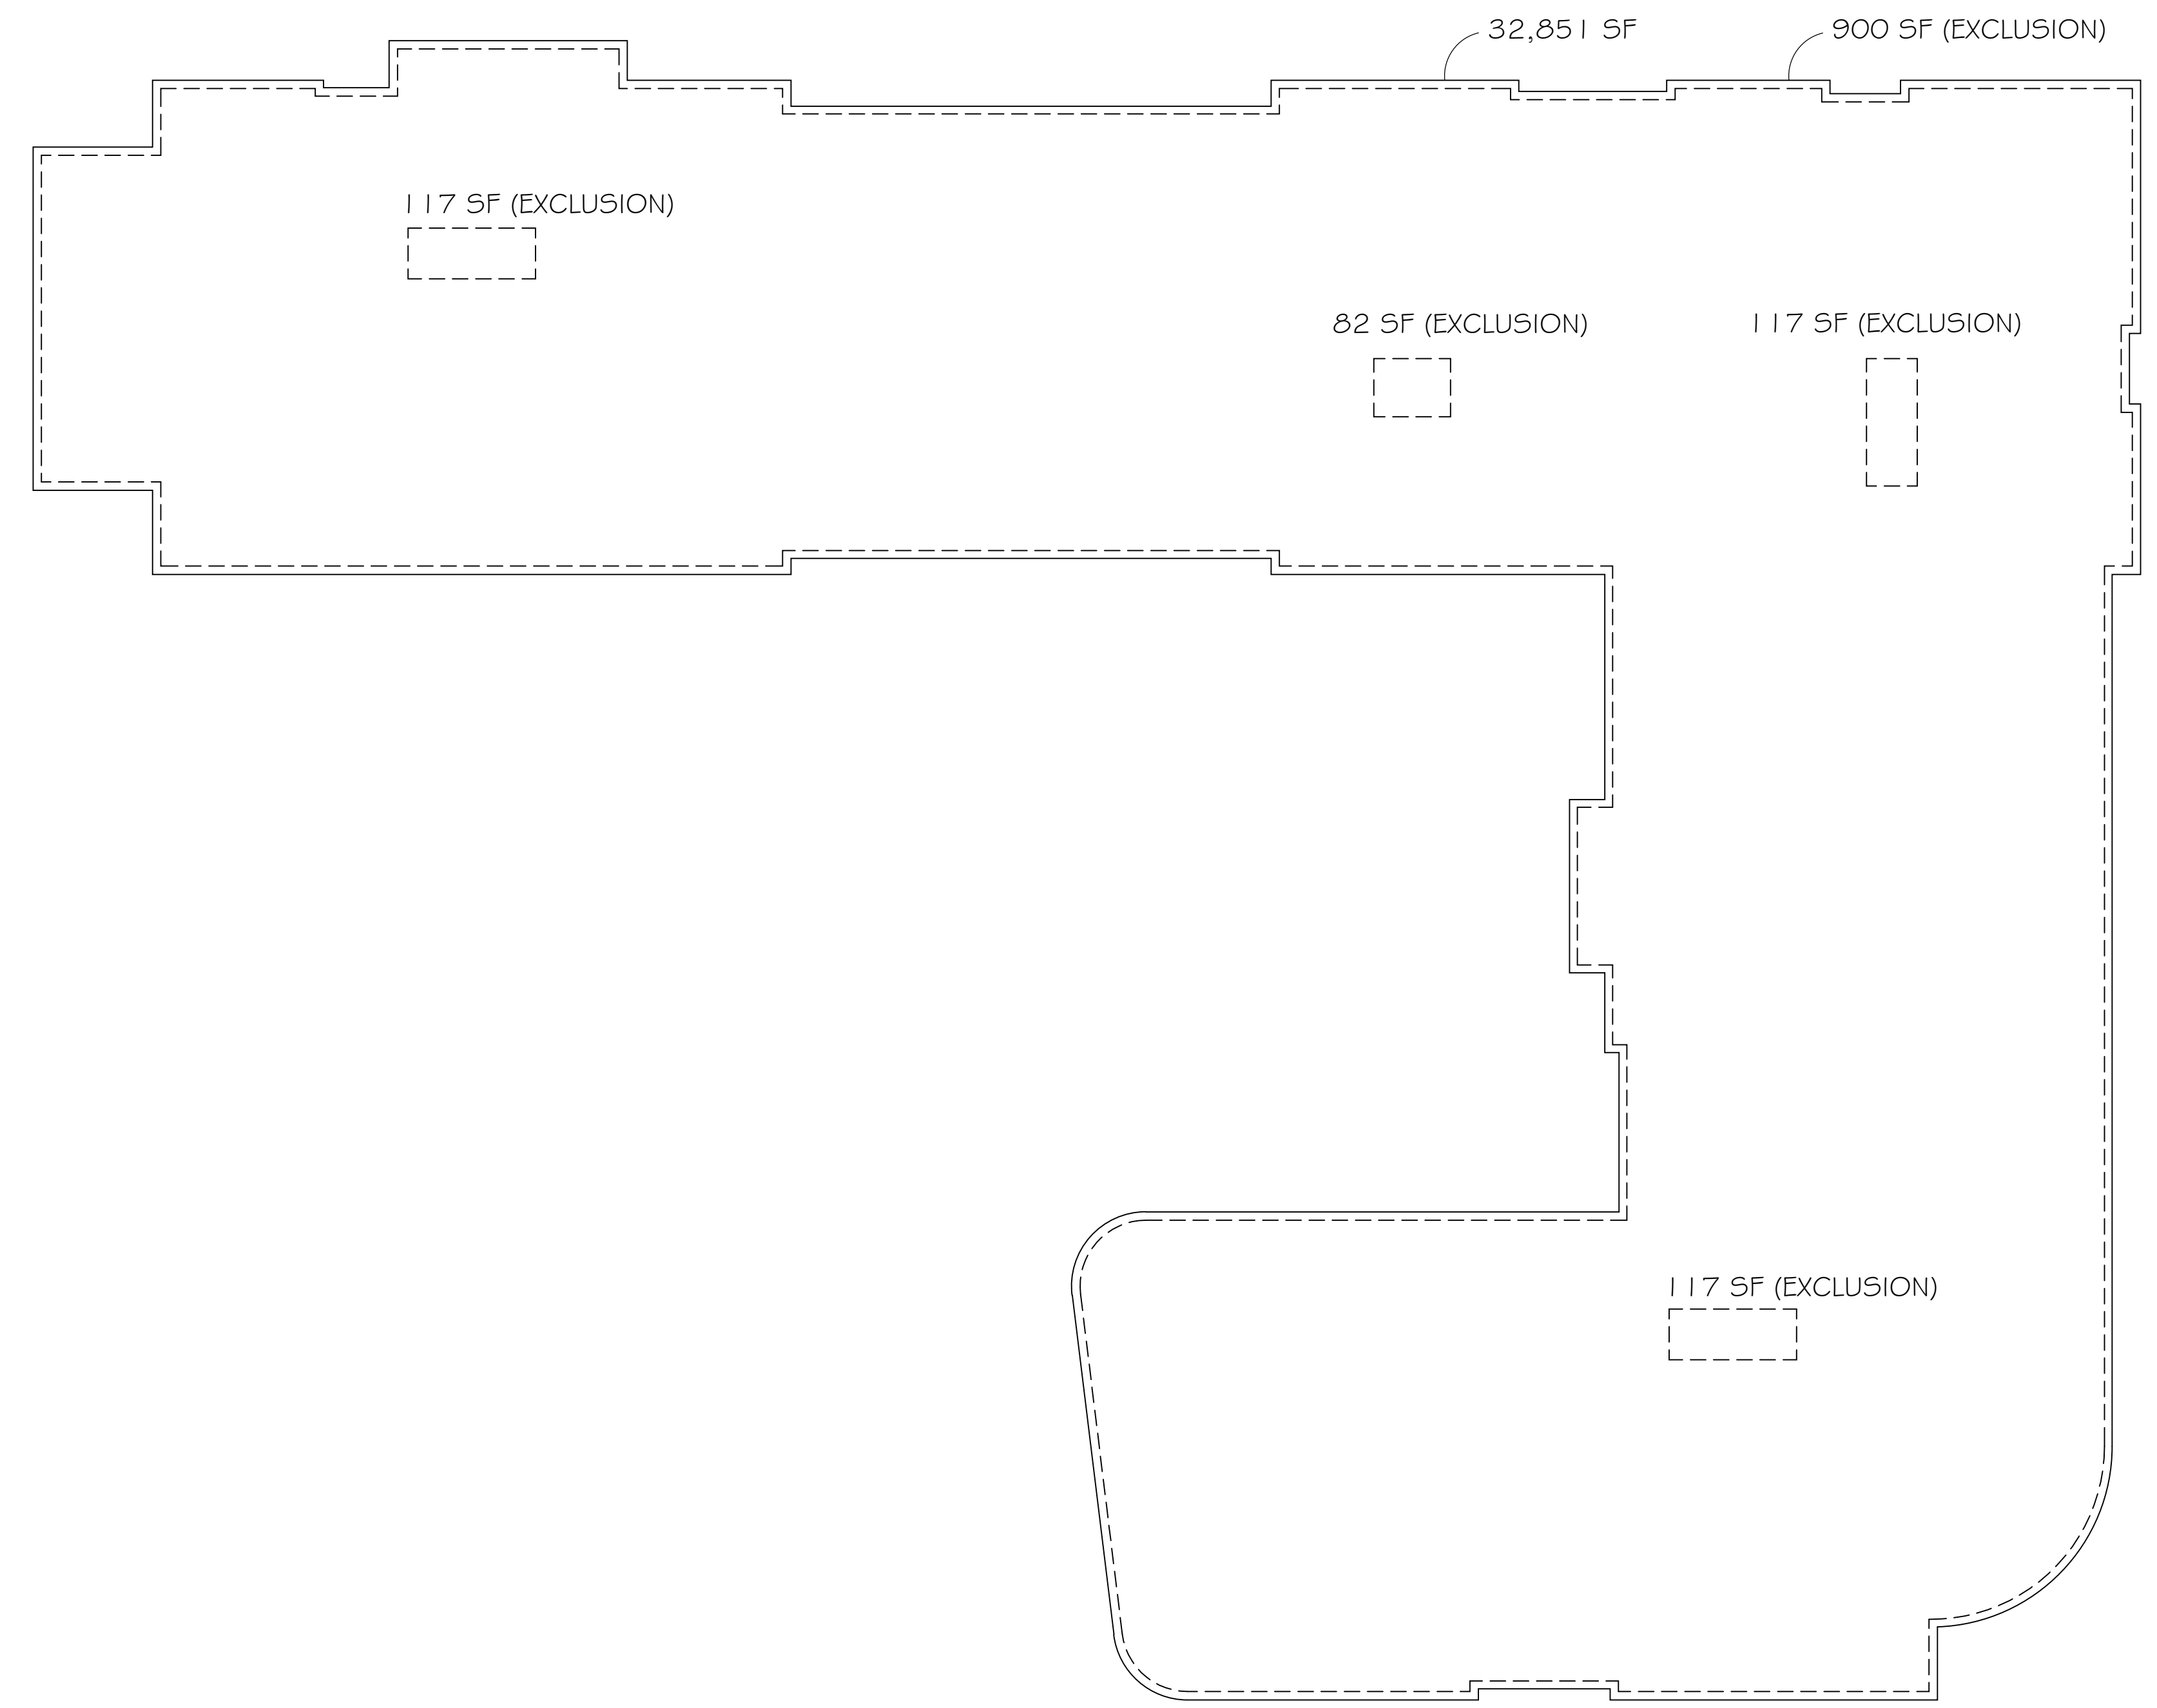 32,851 SF
900 SF (EXCLUSION)
117 SF (EXCLUSION)
82 SF (EXCLUSION)
117 SF (EXCLUSION)
117 SF (EXCLUSION)